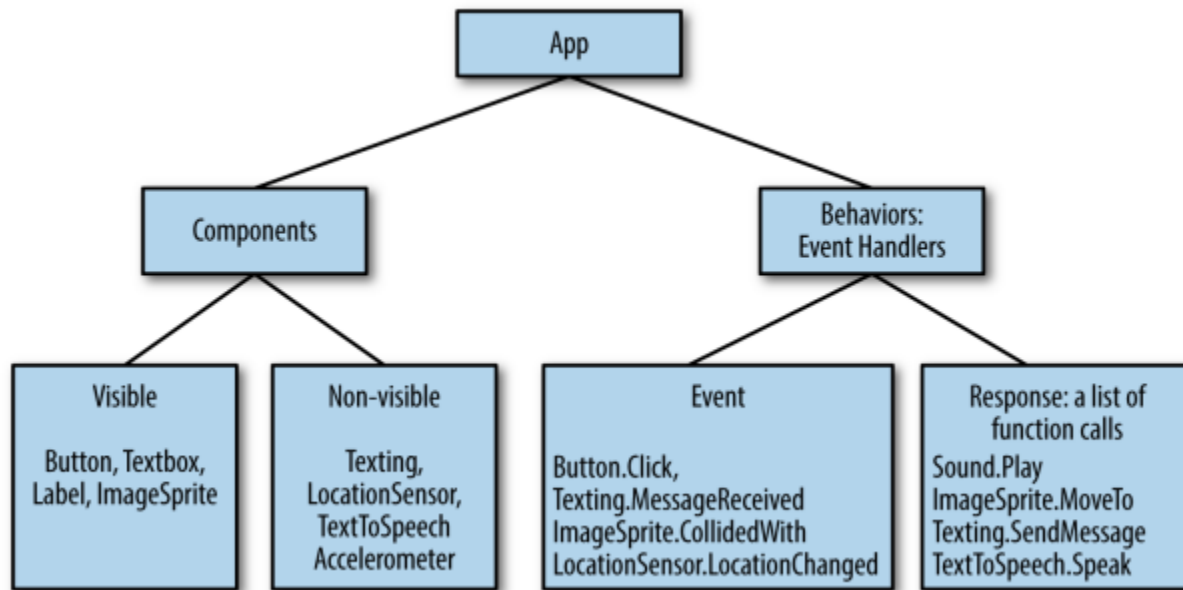 App
Components
Behaviors:
Event Handlers
Visible
Button, Textbox,
Label, ImageSprite
Non-visible
Texting,
LocationSensor,
TextToSpeech
Accelerometer
Event
Button.Click,
Texting.MessageReceived
ImageSprite.CollidedWith
LocationSensor.LocationChanged
Response: a list of
function calls
Sound.Play
ImageSprite.MoveTo
Texting.SendMessage
TextToSpeech.Speak